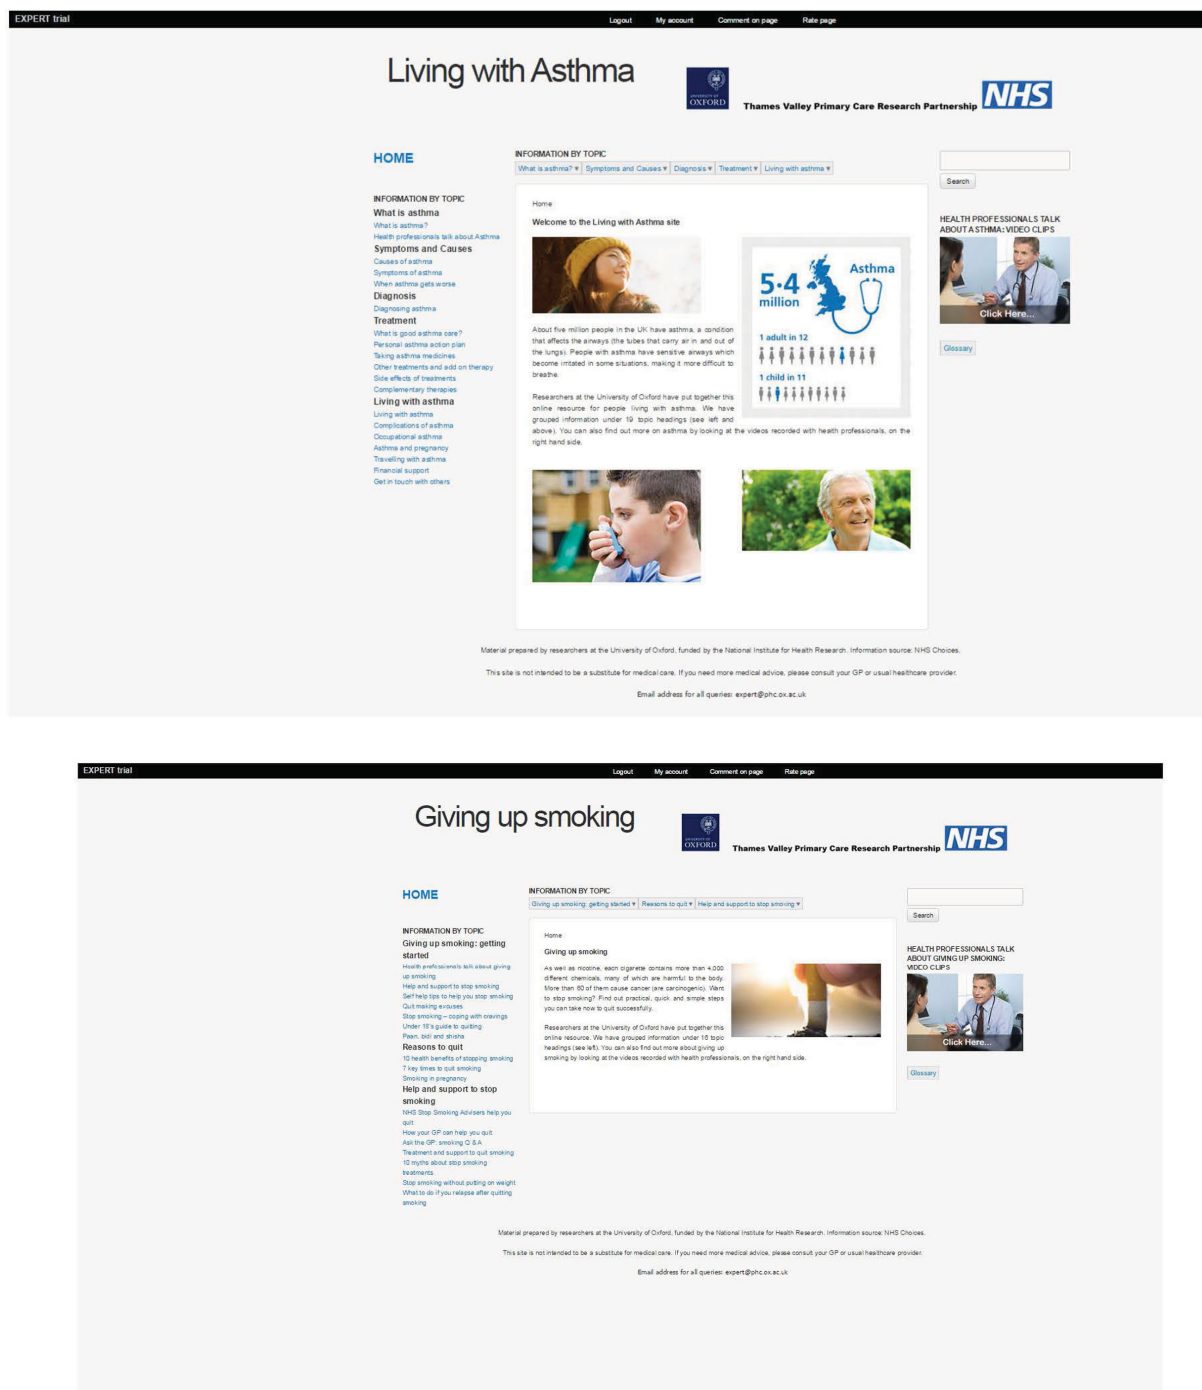 EXPERT trial
Logout My account Comment on page Rate page
Living with Asthma
UNIVERSITY OF
OXFORD
Thames Valley Primary Care Research Partnership
NHS
HOME
INFORMATION BY TOPIC
What is asthma
What is asthma?
Health professionals talk about Asthma
Symptoms and Causes
Causes of asthma
Symptoms of asthma
When asthma gets worse
Diagnosis
Diagnosing asthma
Treatment
What is good asthma care?
Personal asthma action plan
Taking asthma medicines
Other treatments and add on therapy
Side effects of treatments
Complementary therapies
Living with asthma
Living with asthma
Complications of asthma
Occupational asthma
Asthma and pregnancy
Travelling with asthma
Financial support
Get in touch with others
INFORMATION BY TOPIC
What is asthma? ▼ Symptoms and Causes ▼ Diagnosis ▼ Treatment ▼ Living with asthma ▼
Home
Welcome to the Living with Asthma site
5·4
million
Asthma
1 adult in 12
1 child in 11
About five million people in the UK have asthma, a condition
that affects the airways (the tubes that carry air in and out of
the lungs). People with asthma have sensitive airways which
become irritated in some situations, making it more difficult to
breathe.
Researchers at the University of Oxford have put together this
online resource for people living with asthma. We have
grouped information under 19 topic headings (see left and
above). You can also find out more on asthma by looking at the videos recorded with health professionals, on the
right hand side.
Search
HEALTH PROFESSIONALS TALK
ABOUT ASTHMA: VIDEO CLIPS
Click Here...
Glossary
Material prepared by researchers at the University of Oxford, funded by the National Institute for Health Research. Information source: NHS Choices.
This site is not intended to be a substitute for medical care. If you need more medical advice, please consult your GP or usual healthcare provider.
Email address for all queries: expert@phc.ox.ac.uk
EXPERT trial
Logout My account Comment on page Rate page
Giving up smoking
UNIVERSITY OF
OXFORD
Thames Valley Primary Care Research Partnership
NHS
HOME
INFORMATION BY TOPIC
Giving up smoking: getting
started
Health professionals talk about giving
up smoking
Help and support to stop smoking
Self help tips to help you stop smoking
Quit making excuses
Stop smoking – coping with cravings
Under 18's guide to quitting
Paan, bidi and shisha
Reasons to quit
10 health benefits of stopping smoking
7 key times to quit smoking
Smoking in pregnancy
Help and support to stop
smoking
NHS Stop Smoking Advisers help you
quit
How your GP can help you quit
Ask the GP: smoking Q & A
Treatment and support to quit smoking
10 myths about stop smoking
treatments
Stop smoking without putting on weight
What to do if you relapse after quitting
smoking
INFORMATION BY TOPIC
Giving up smoking: getting started ▼ Reasons to quit ▼ Help and support to stop smoking ▼
Home
Giving up smoking
As well as nicotine, each cigarette contains more than 4,000
different chemicals, many of which are harmful to the body.
More than 60 of them cause cancer (are carcinogenic). Want
to stop smoking? Find out practical, quick and simple steps
you can take now to quit successfully.
Researchers at the University of Oxford have put together this
online resource. We have grouped information under 16 topic
headings (see left). You can also find out more about giving up
smoking by looking at the videos recorded with health professionals, on the right hand side.
Search
HEALTH PROFESSIONALS TALK
ABOUT GIVING UP SMOKING:
VIDEO CLIPS
Click Here...
Glossary
Material prepared by researchers at the University of Oxford, funded by the National Institute for Health Research. Information source: NHS Choices.
This site is not intended to be a substitute for medical care. If you need more medical advice, please consult your GP or usual healthcare provider.
Email address for all queries: expert@phc.ox.ac.uk